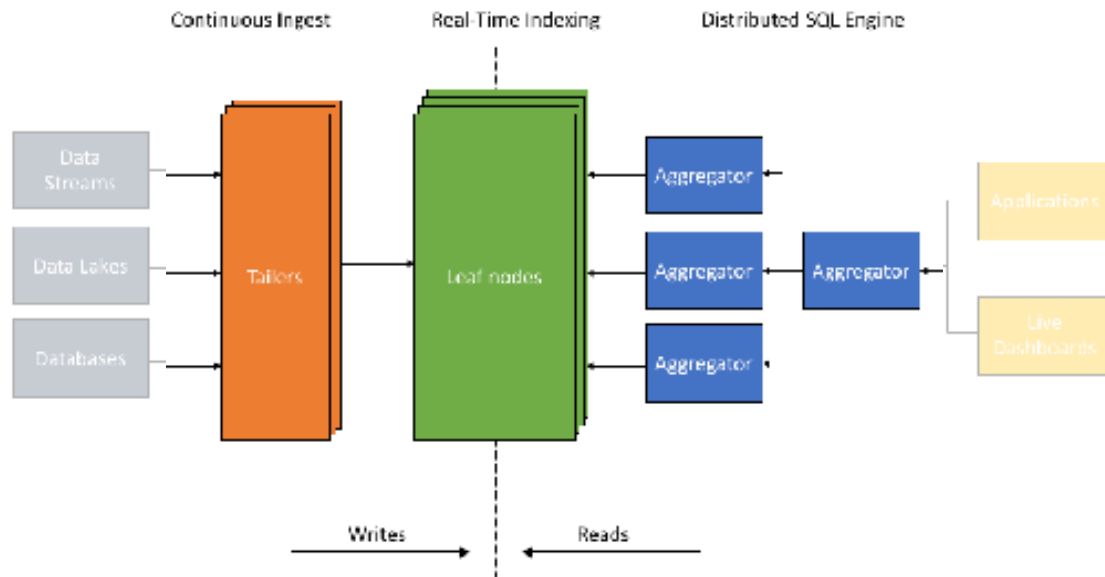 Continuous Ingest
Real-Time Indexing
Distributed SQL Engine
Data
Streams
Data Lakes
Databases
Tailers
Leaf nodes
Aggregator
Aggregator
Aggregator
Aggregator
Applications
Live
Dashboards
Writes
Reads